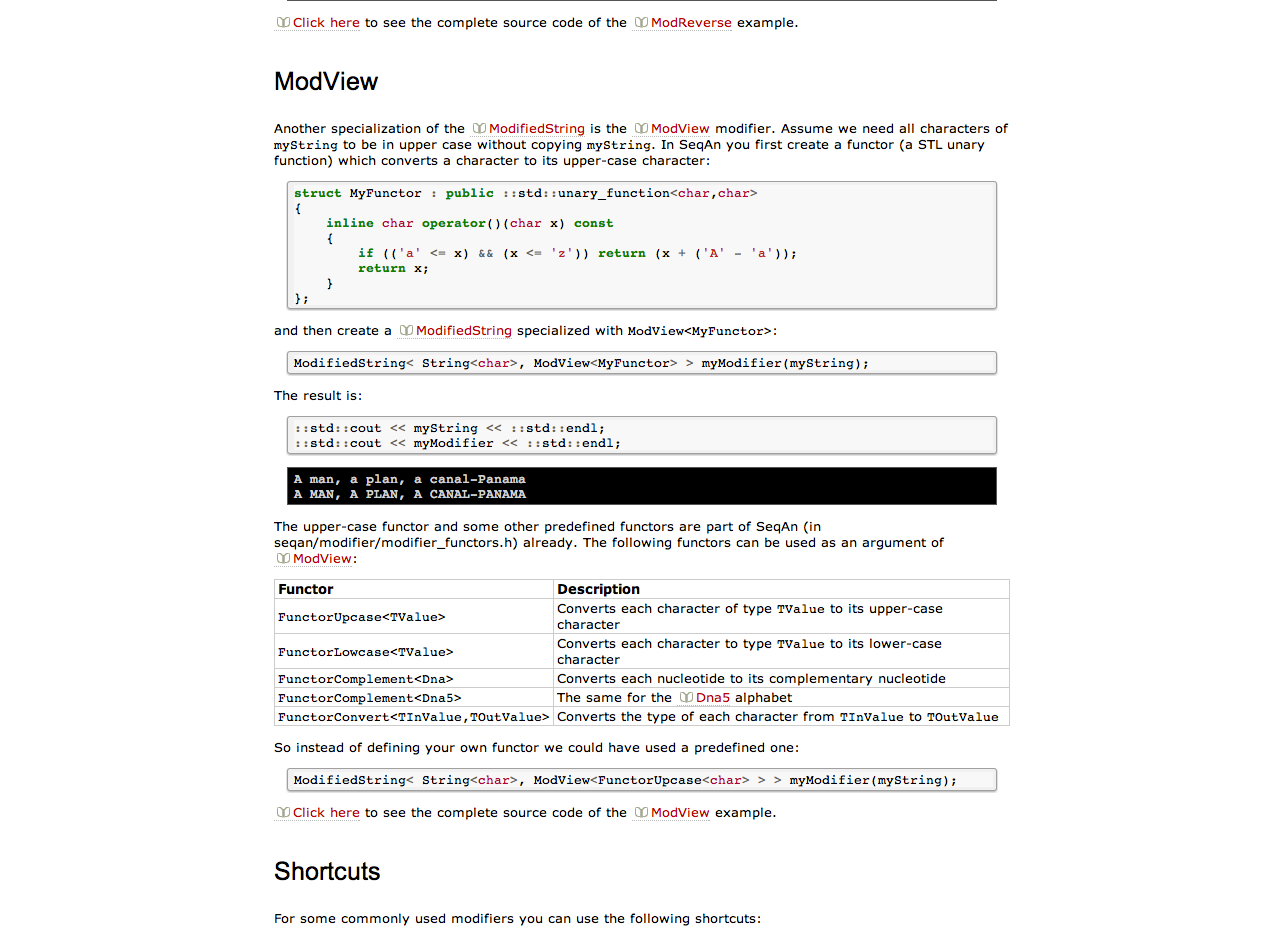 Click here to see the complete source code of the ModReverse example.
ModView
Another specialization of the ModifiedString is the ModView modifier. Assume we need all characters of
myString to be in upper case without copying myString. In SeqAn you first create a functor (a STL unary
function) which converts a character to its upper-case character:
struct MyFunctor : public ::std::unary_function<char,char>
{
    inline char operator()(char x) const
    {
        if (('a' <= x) && (x <= 'z')) return (x + ('A' - 'a'));
        return x;
    }
};
and then create a ModifiedString specialized with ModView<MyFunctor>:
ModifiedString< String<char>, ModView<MyFunctor> > myModifier(myString);
The result is:
::std::cout << myString << ::std::endl;
::std::cout << myModifier << ::std::endl;
A man, a plan, a canal-Panama
A MAN, A PLAN, A CANAL-PANAMA
The upper-case functor and some other predefined functors are part of SeqAn (in
seqan/modifier/modifier_functors.h) already. The following functors can be used as an argument of
ModView:
Functor Description
FunctorUpcase<TValue> Converts each character of type TValue to its upper-case
character
FunctorLowcase<TValue> Converts each character to type TValue to its lower-case
character
FunctorComplement<Dna> Converts each nucleotide to its complementary nucleotide
FunctorComplement<Dna5> The same for the Dna5 alphabet
FunctorConvert<TInValue,TOutValue> Converts the type of each character from TInValue to TOutValue
So instead of defining your own functor we could have used a predefined one:
ModifiedString< String<char>, ModView<FunctorUpcase<char> > > myModifier(myString);
Click here to see the complete source code of the ModView example.
Shortcuts
For some commonly used modifiers you can use the following shortcuts: